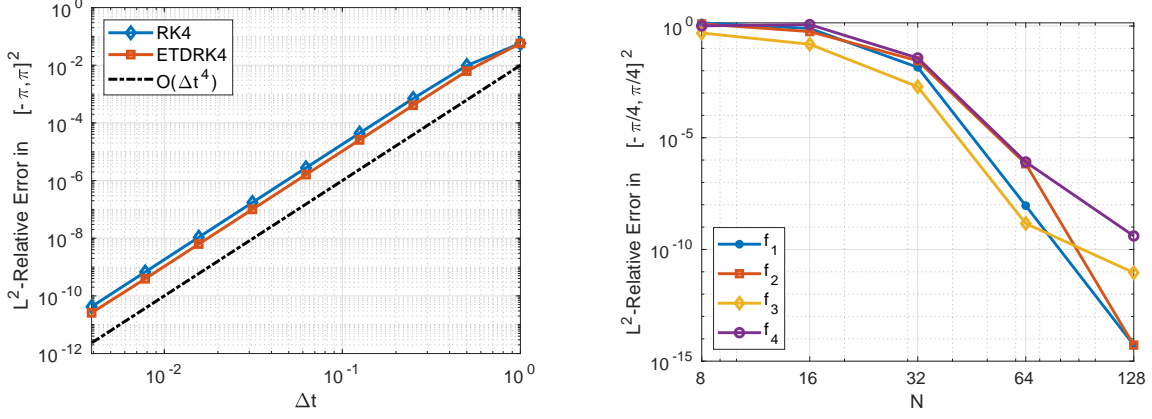 10^0
10^-2
10^-4
10^-6
10^-8
10^-10
10^-12
L^2-Relative Error in [-π,π]^2
RK4
ETDRK4
O(Δt^4)
10^-2
10^-1
10^0
Δt
10^0
10^-5
10^-10
10^-15
L^2-Relative Error in [-π/4,π/4]^2
f_1
f_2
f_3
f_4
8
16
32
64
128
N